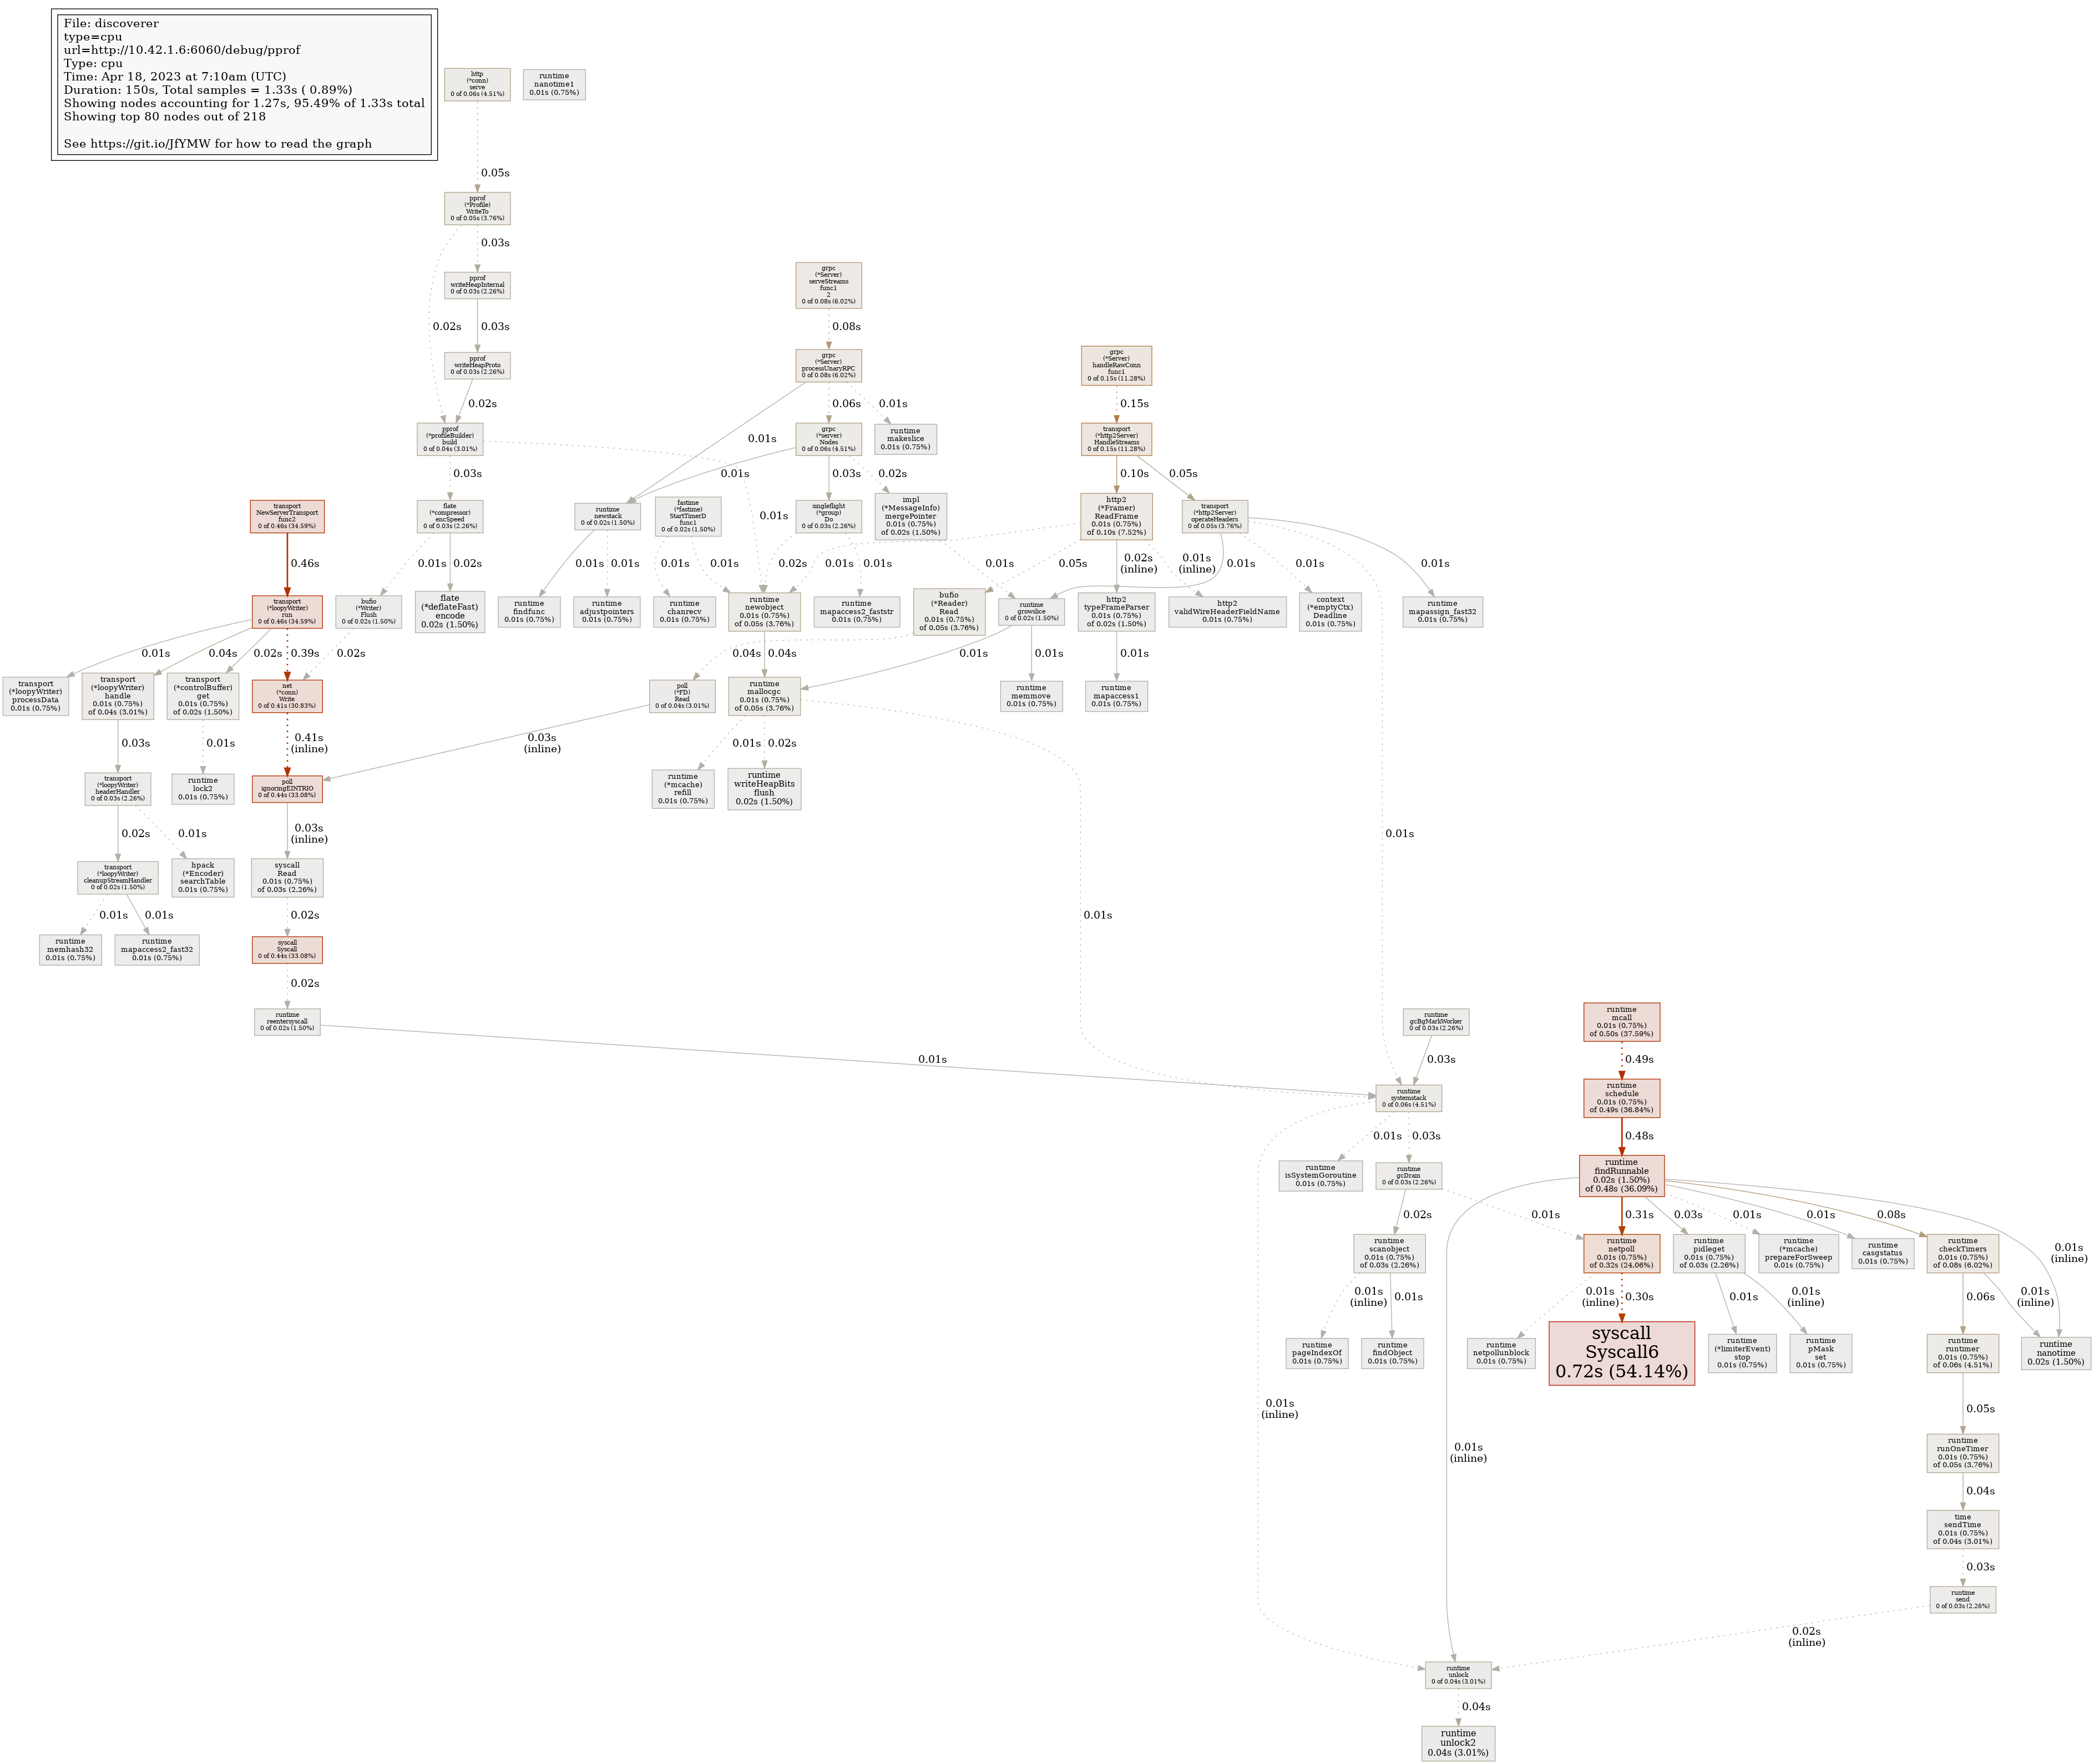 File: discoverer
type=cpu
url=http://10.42.1.6:6060/debug/pprof
Type: cpu
Time: Apr 18, 2023 at 7:10am (UTC)
Duration: 150s, Total samples = 1.33s ( 0.89%)
Showing nodes accounting for 1.27s, 95.49% of 1.33s total
Showing top 80 nodes out of 218
See https://git.io/JfYMW for how to read the graph
http
(*conn)
serve
0 of 0.06s (4.51%)
runtime
nanotime1
0.01s (0.75%)
0.05s
pprof
(*Profile)
WriteTo
0 of 0.05s (3.76%)
0.03s
pprof
writeHeapInternal
0 of 0.03s (2.26%)
0.02s
0.03s
pprof
writeHeapProto
0 of 0.03s (2.26%)
0.02s
grpc
(*Server)
serveStreams
func1
2
0 of 0.08s (6.02%)
0.08s
grpc
(*Server)
processUnaryRPC
0 of 0.08s (6.02%)
grpc
(*Server)
handleRawConn
func1
0 of 0.15s (11.28%)
0.06s
0.01s
0.15s
pprof
(*profileBuilder)
build
0 of 0.04s (3.01%)
0.01s
grpc
(*server)
Nodes
0 of 0.06s (4.51%)
runtime
makeslice
0.01s (0.75%)
transport
(*http2Server)
HandleStreams
0 of 0.15s (11.28%)
0.03s
0.01s
0.03s
0.02s
0.10s
0.05s
transport
NewServerTransport
func2
0 of 0.46s (34.59%)
flate
(*compressor)
encSpeed
0 of 0.03s (2.26%)
runtime
newstack
0 of 0.02s (1.50%)
fastime
(*fastime)
StartTimerD
func1
0 of 0.02s (1.50%)
0.01s
singleflight
(*group)
Do
0 of 0.03s (2.26%)
impl
(*MessageInfo)
mergePointer
0.01s (0.75%)
of 0.02s (1.50%)
http2
(*Framer)
ReadFrame
0.01s (0.75%)
of 0.10s (7.52%)
transport
(*http2Server)
operateHeaders
0 of 0.05s (3.76%)
0.46s
0.01s
0.02s
0.01s
0.01s
0.01s
0.01s
0.02s
0.01s
0.01s
0.01s
0.05s
0.02s
(inline)
0.01s
(inline)
0.01s
0.01s
0.01s
transport
(*loopyWriter)
run
0 of 0.46s (34.59%)
bufio
(*Writer)
Flush
0 of 0.02s (1.50%)
flate
(*deflateFast)
encode
0.02s (1.50%)
runtime
findfunc
0.01s (0.75%)
runtime
adjustpointers
0.01s (0.75%)
runtime
chanrecv
0.01s (0.75%)
runtime
newobject
0.01s (0.75%)
of 0.05s (3.76%)
runtime
mapaccess2_faststr
0.01s (0.75%)
bufio
(*Reader)
Read
0.01s (0.75%)
of 0.05s (3.76%)
runtime
growslice
0 of 0.02s (1.50%)
http2
typeFrameParser
0.01s (0.75%)
of 0.02s (1.50%)
http2
validWireHeaderFieldName
0.01s (0.75%)
context
(*emptyCtx)
Deadline
0.01s (0.75%)
runtime
mapassign_fast32
0.01s (0.75%)
0.01s
0.04s
0.02s
0.39s
0.02s
0.04s
0.04s
0.01s
0.01s
0.01s
transport
(*loopyWriter)
processData
0.01s (0.75%)
transport
(*loopyWriter)
handle
0.01s (0.75%)
of 0.04s (3.01%)
transport
(*controlBuffer)
get
0.01s (0.75%)
of 0.02s (1.50%)
net
(*conn)
Write
0 of 0.41s (30.83%)
poll
(*FD)
Read
0 of 0.04s (3.01%)
runtime
mallocgc
0.01s (0.75%)
of 0.05s (3.76%)
runtime
memmove
0.01s (0.75%)
runtime
mapaccess1
0.01s (0.75%)
0.03s
0.01s
0.41s
(inline)
0.03s
(inline)
0.01s
0.02s
transport
(*loopyWriter)
headerHandler
0 of 0.03s (2.26%)
runtime
lock2
0.01s (0.75%)
poll
ignoringEINTRIO
0 of 0.44s (33.08%)
runtime
(*mcache)
refill
0.01s (0.75%)
runtime
writeHeapBits
flush
0.02s (1.50%)
0.02s
0.01s
0.03s
(inline)
0.01s
transport
(*loopyWriter)
cleanupStreamHandler
0 of 0.02s (1.50%)
hpack
(*Encoder)
searchTable
0.01s (0.75%)
syscall
Read
0.01s (0.75%)
of 0.03s (2.26%)
0.01s
0.01s
0.02s
0.01s
runtime
memhash32
0.01s (0.75%)
runtime
mapaccess2_fast32
0.01s (0.75%)
syscall
Syscall
0 of 0.44s (33.08%)
0.02s
runtime
reentersyscall
0 of 0.02s (1.50%)
runtime
gcBgMarkWorker
0 of 0.03s (2.26%)
runtime
mcall
0.01s (0.75%)
of 0.50s (37.59%)
0.01s
0.03s
0.49s
runtime
systemstack
0 of 0.06s (4.51%)
runtime
schedule
0.01s (0.75%)
of 0.49s (36.84%)
0.01s
0.03s
0.48s
runtime
isSystemGoroutine
0.01s (0.75%)
runtime
gcDrain
0 of 0.03s (2.26%)
runtime
findRunnable
0.02s (1.50%)
of 0.48s (36.09%)
0.02s
0.01s
0.31s
0.03s
0.01s
0.01s
0.08s
0.01s
(inline)
runtime
scanobject
0.01s (0.75%)
of 0.03s (2.26%)
runtime
netpoll
0.01s (0.75%)
of 0.32s (24.06%)
runtime
pidleget
0.01s (0.75%)
of 0.03s (2.26%)
runtime
(*mcache)
prepareForSweep
0.01s (0.75%)
runtime
casgstatus
0.01s (0.75%)
runtime
checkTimers
0.01s (0.75%)
of 0.08s (6.02%)
0.01s
(inline)
0.01s
0.01s
(inline)
0.30s
0.01s
0.01s
(inline)
0.06s
0.01s
(inline)
runtime
pageIndexOf
0.01s (0.75%)
runtime
findObject
0.01s (0.75%)
runtime
netpollunblock
0.01s (0.75%)
syscall
Syscall6
0.72s (54.14%)
runtime
(*limiterEvent)
stop
0.01s (0.75%)
runtime
pMask
set
0.01s (0.75%)
runtime
runtimer
0.01s (0.75%)
of 0.06s (4.51%)
runtime
nanotime
0.02s (1.50%)
0.01s
(inline)
0.01s
(inline)
0.05s
runtime
runOneTimer
0.01s (0.75%)
of 0.05s (3.76%)
0.04s
time
sendTime
0.01s (0.75%)
of 0.04s (3.01%)
0.03s
runtime
send
0 of 0.03s (2.26%)
0.02s
(inline)
runtime
unlock
0 of 0.04s (3.01%)
0.04s
runtime
unlock2
0.04s (3.01%)